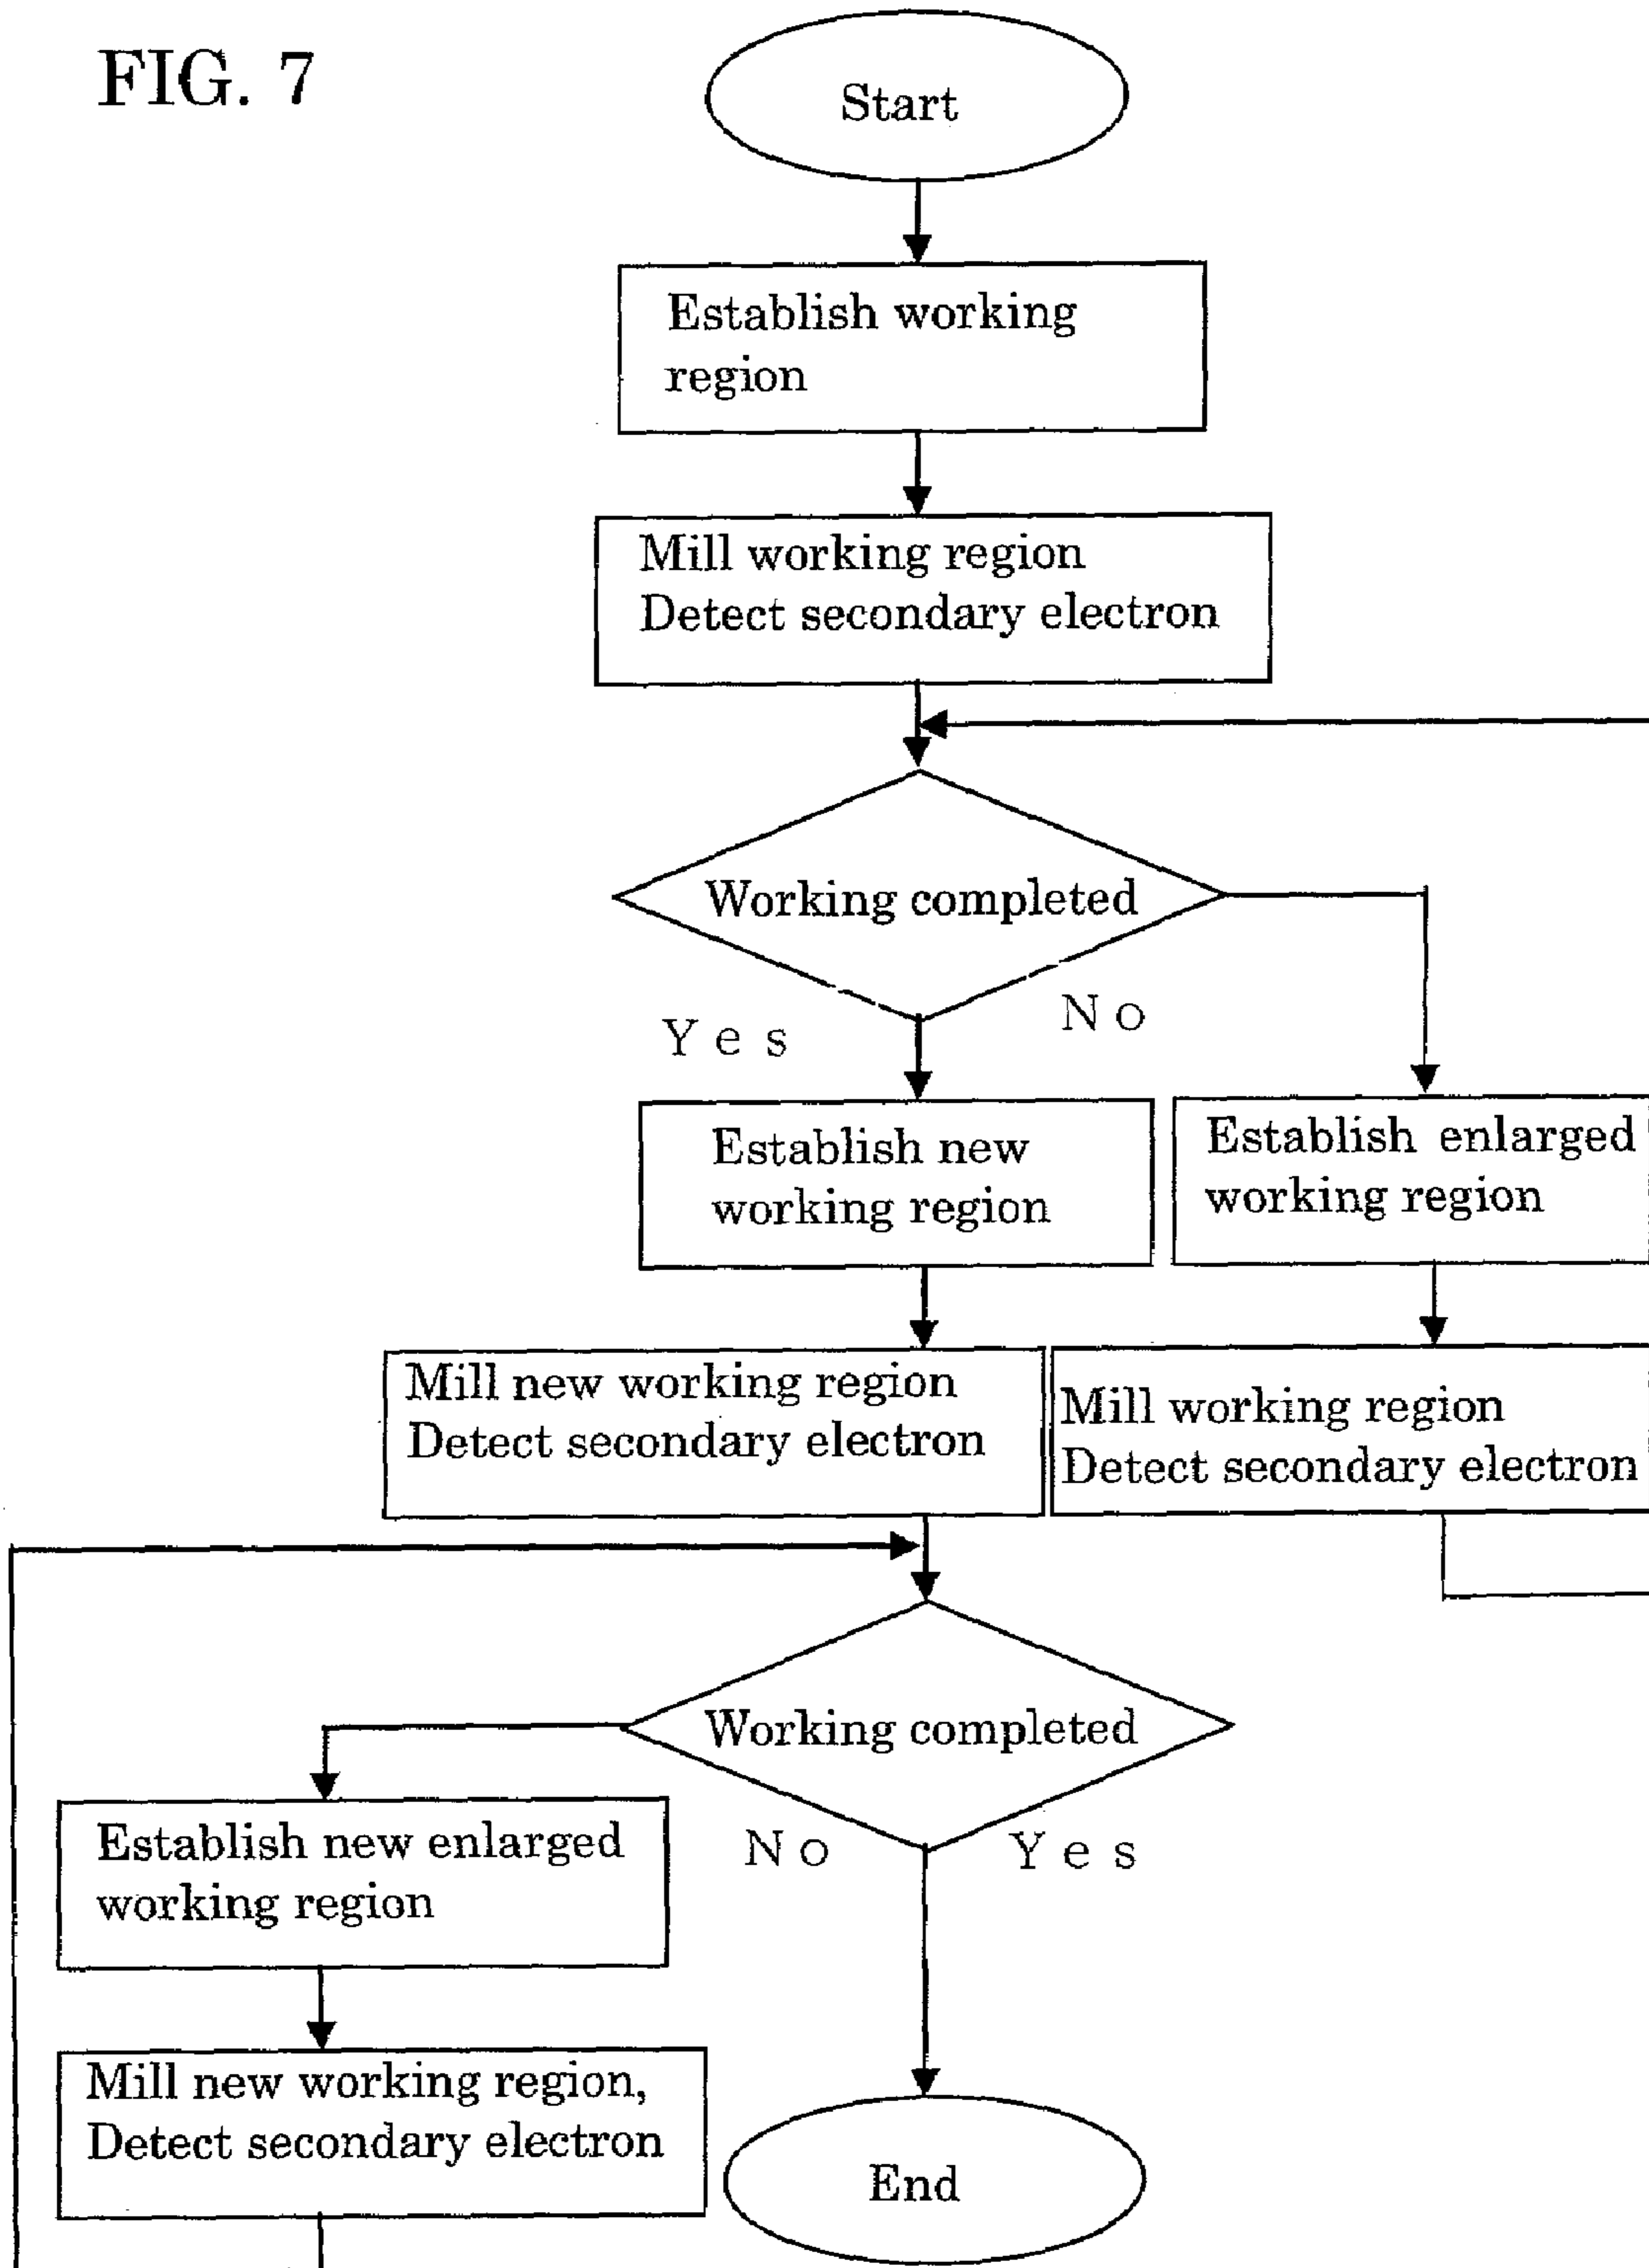 FIG. 7
Start
Establish working
region
Mill working region
Detect secondary electron
Working completed
Yes
No
Establish new
working region
Establish enlarged
working region
Mill new working region
Detect secondary electron
Mill working region
Detect secondary electron
Working completed
No
Yes
Establish new enlarged
working region
Mill new working region,
Detect secondary electron
End